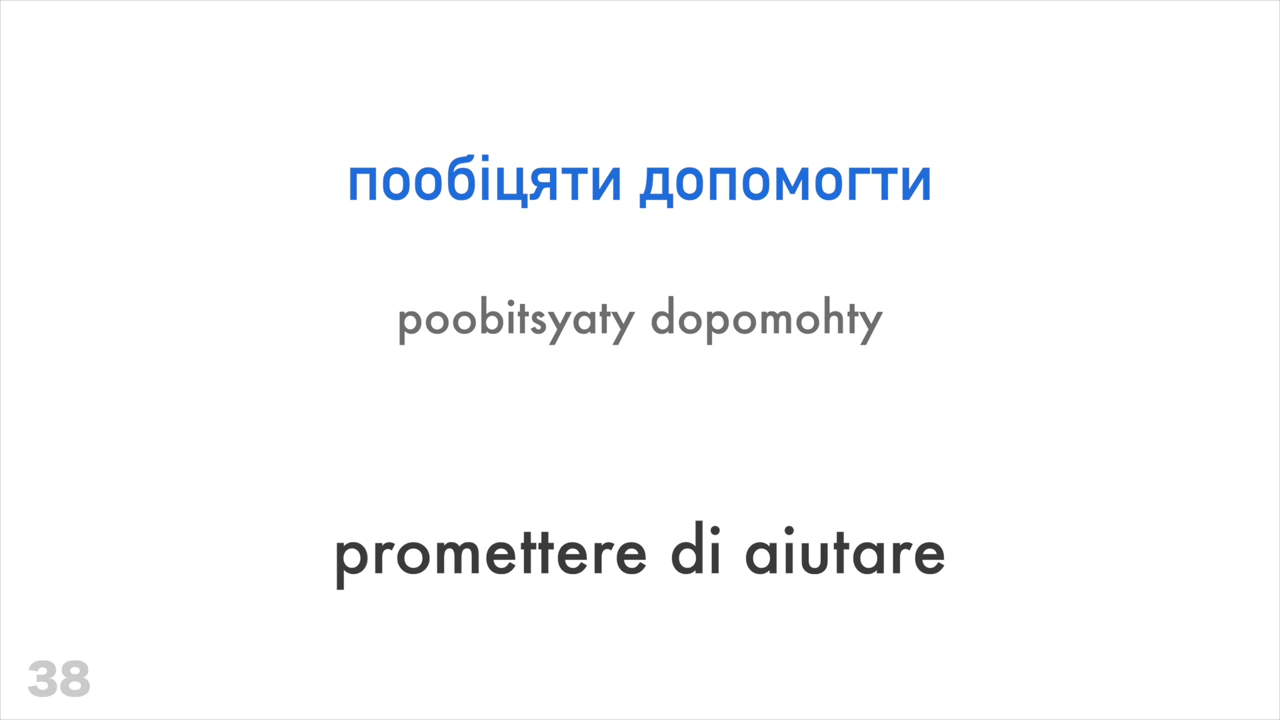 пообіцяти допомогти
poobitsyaty dopomohty
promettere di aiutare
38